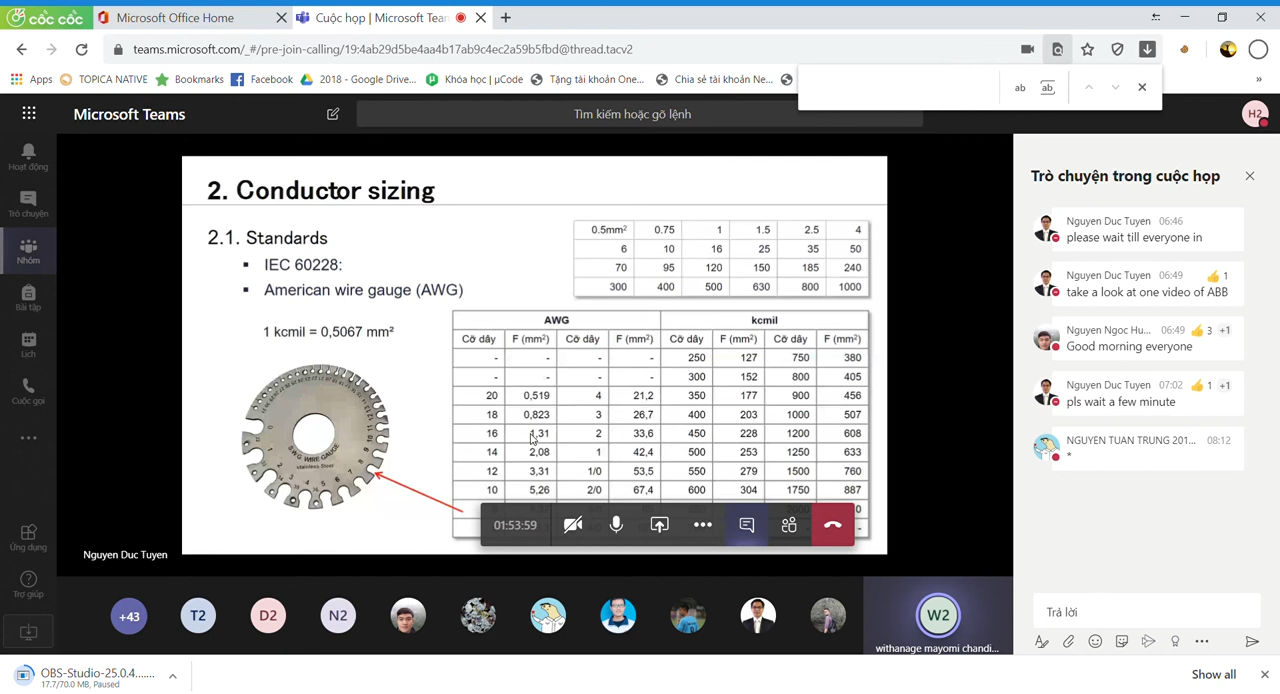 cốc cốc
Microsoft Office Home
Cuộc họp | Microsoft Tear
teams.microsoft.com/_#/pre-join-calling/19:4ab29d5be4aa4b17ab9c4ec2a59b5fbd@thread.tacv2
Apps
TOPICA NATIVE
Bookmarks
Facebook
2018 - Google Drive...
Khóa học | µCode
Tặng tài khoản One...
Chia sẻ tài khoản Ne...
ab
ab
Microsoft Teams
Tìm kiếm hoặc gõ lệnh
H2
Hoạt động
Trò chuyện
Nhóm
Bài tập
Lịch
Cuộc gọi
Ứng dụng
Trợ giúp
2. Conductor sizing
2.1. Standards
▪ IEC 60228:
▪ American wire gauge (AWG)
1 kcmil = 0,5067 mm²
0.5mm² 0.75 1 1.5 2.5 4
6 10 16 25 35 50
70 95 120 150 185 240
300 400 500 630 800 1000
AWG kcmil
Cỡ dây F (mm²) Cỡ dây F (mm²) Cỡ dây F (mm²) Cỡ dây F (mm²)
- - - - 250 127 750 380
- - - - 300 152 800 405
20 0,519 4 21,2 350 177 900 456
18 0,823 3 26,7 400 203 1000 507
16 1,31 2 33,6 450 228 1200 608
14 2,08 1 42,4 500 253 1250 633
12 3,31 1/0 53,5 550 279 1500 760
10 5,26 2/0 67,4 600 304 1750 887
S.W.G. WIRE GAUGE
stainless Steel
01:53:59
Nguyen Duc Tuyen
+43
T2
D2
N2
W2
withanage mayomi chandi...
Trò chuyện trong cuộc họp
Nguyen Duc Tuyen 06:46
please wait till everyone in
Nguyen Duc Tuyen 06:49 👍 1
take a look at one video of ABB
Nguyen Ngoc Hu... 06:49 👍 3 +1
Good morning everyone
Nguyen Duc Tuyen 07:02 👍 1 +1
pls wait a few minute
NGUYEN TUAN TRUNG 201... 08:12
*
Trả lời
OBS-Studio-25.0.4.......
17.7/70.0 MB, Paused
Show all